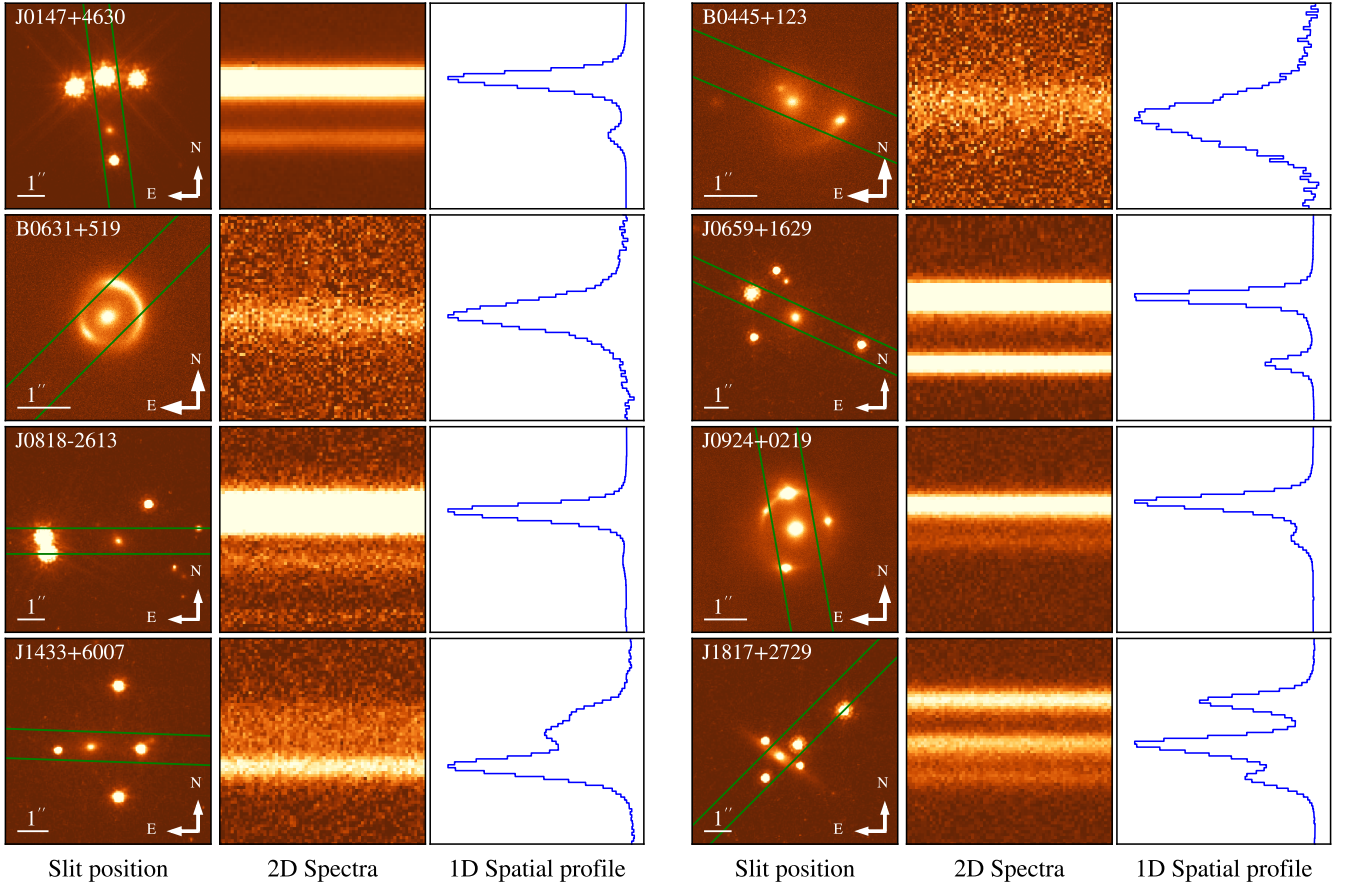 J0147+4630
N
E
1′′
B0445+123
N
E
1′′
B0631+519
N
E
1′′
J0659+1629
N
E
1′′
J0818-2613
N
E
1′′
J0924+0219
N
E
1′′
J1433+6007
N
E
1′′
J1817+2729
N
E
1′′
Slit position 2D Spectra 1D Spatial profile Slit position 2D Spectra 1D Spatial profile